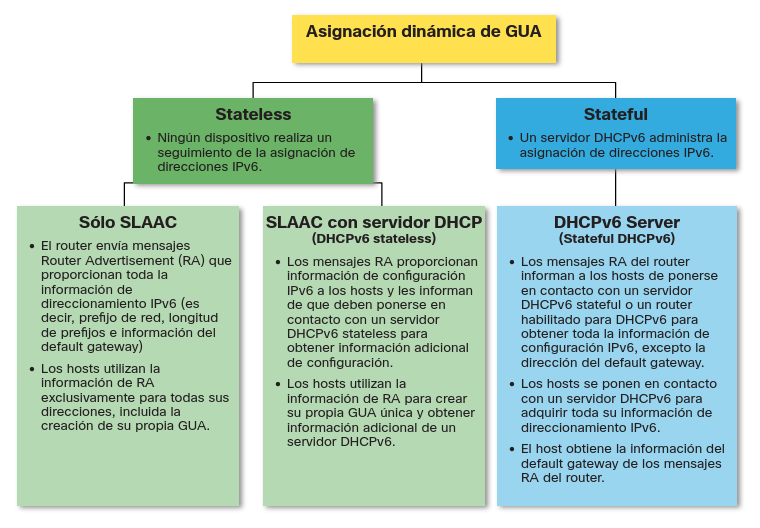 Asignación dinámica de GUA
Stateless
• Ningún dispositivo realiza un
seguimiento de la asignación de
direcciones IPv6.
Stateful
• Un servidor DHCPv6 administra la
asignación de direcciones IPv6.
Sólo SLAAC
• El router envía mensajes
Router Advertisement (RA) que
proporcionan toda la
información de
direccionamiento IPv6 (es
decir, prefijo de red, longitud
de prefijos e información del
default gateway)
• Los hosts utilizan la
información de RA
exclusivamente para todas sus
direcciones, incluida la
creación de su propia GUA.
SLAAC con servidor DHCP
(DHCPv6 stateless)
• Los mensajes RA proporcionan
información de configuración
IPv6 a los hosts y les informan
de que deben ponerse en
contacto con un servidor
DHCPv6 stateless para
obtener información adicional
de configuración.
• Los hosts utilizan la
información de RA para crear
su propia GUA única y obtener
información adicional de un
servidor DHCPv6.
DHCPv6 Server
(Stateful DHCPv6)
• Los mensajes RA del router
informan a los hosts de ponerse
en contacto con un servidor
DHCPv6 stateful o un router
habilitado para DHCPv6 para
obtener toda la información de
configuración IPv6, excepto la
dirección del default gateway.
• Los hosts se ponen en contacto
con un servidor DHCPv6 para
adquirir toda su información de
direccionamiento IPv6.
• El host obtiene la información del
default gateway de los mensajes
RA del router.